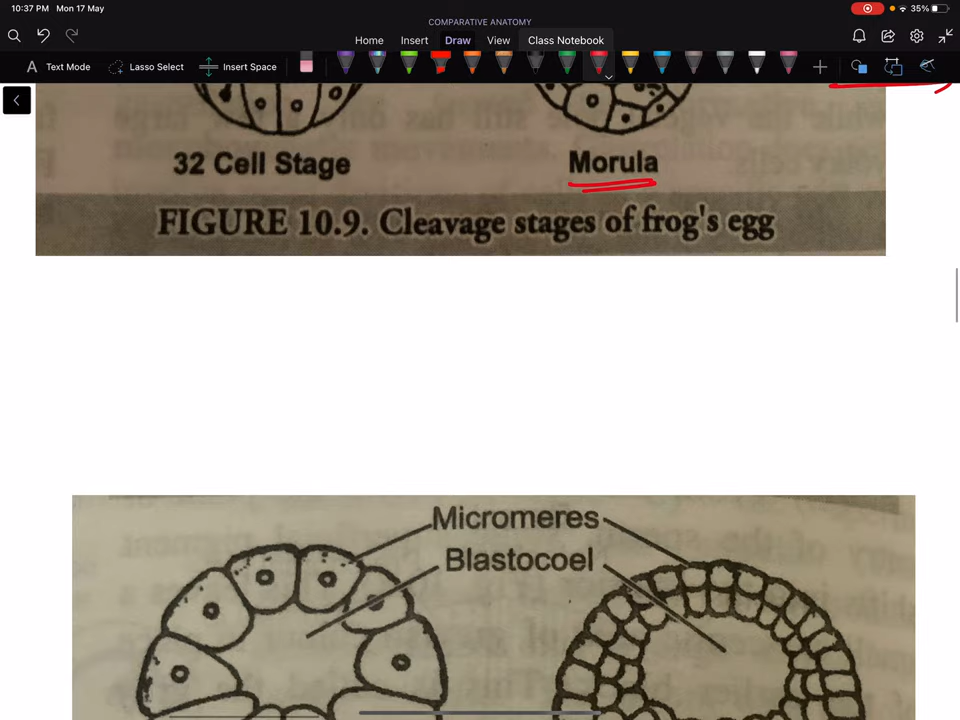 10:37 PM Mon 17 May
35%
COMPARATIVE ANATOMY
Home Insert Draw View Class Notebook
A Text Mode Lasso Select Insert Space
32 Cell Stage
Morula
FIGURE 10.9. Cleavage stages of frog's egg
Micromeres
Blastocoel